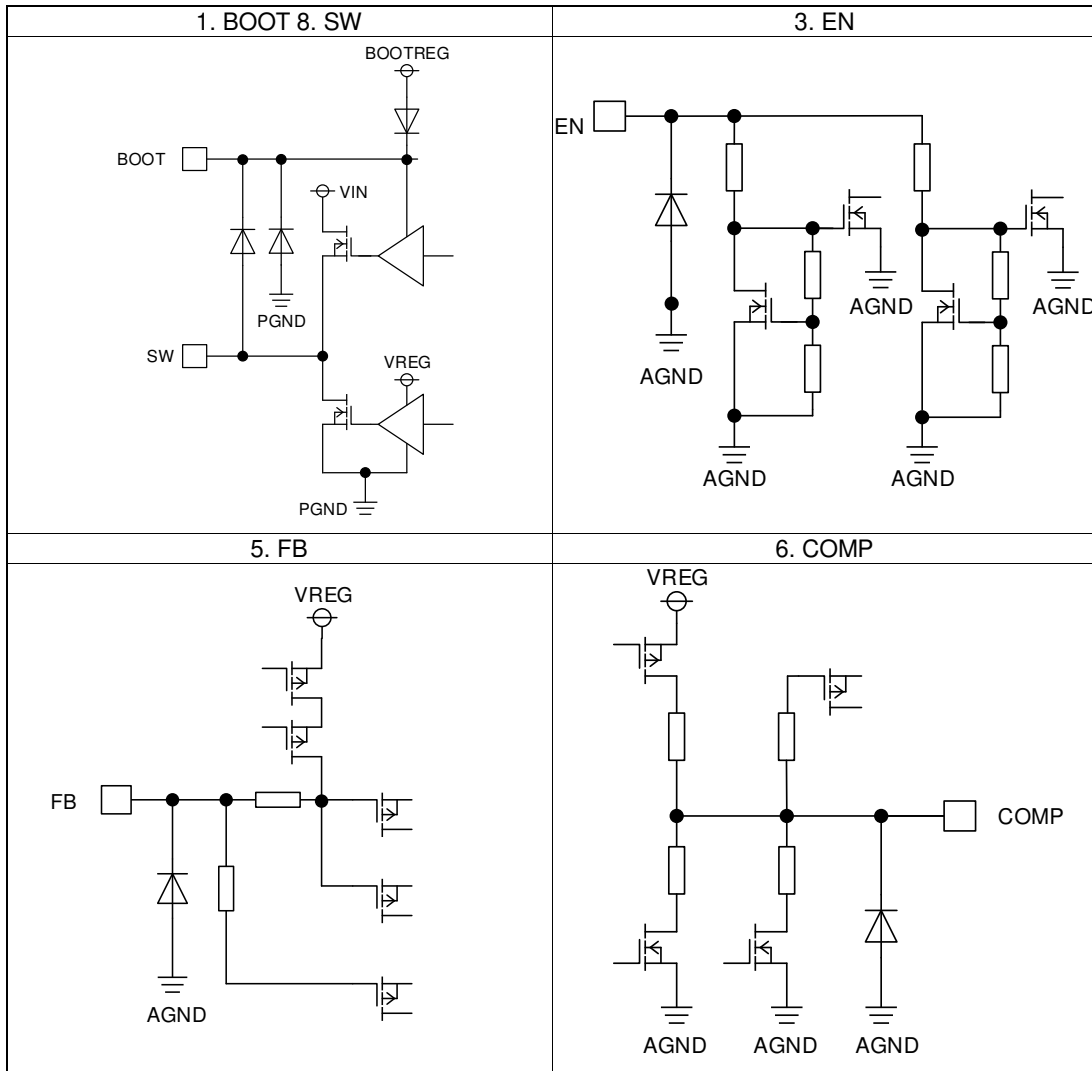 1. BOOT 8. SW
3. EN
BOOTREG
BOOT
VIN
PGND
SW
VREG
PGND
EN
AGND
AGND
AGND
AGND
AGND
5. FB
6. COMP
VREG
FB
AGND
VREG
COMP
AGND
AGND
AGND